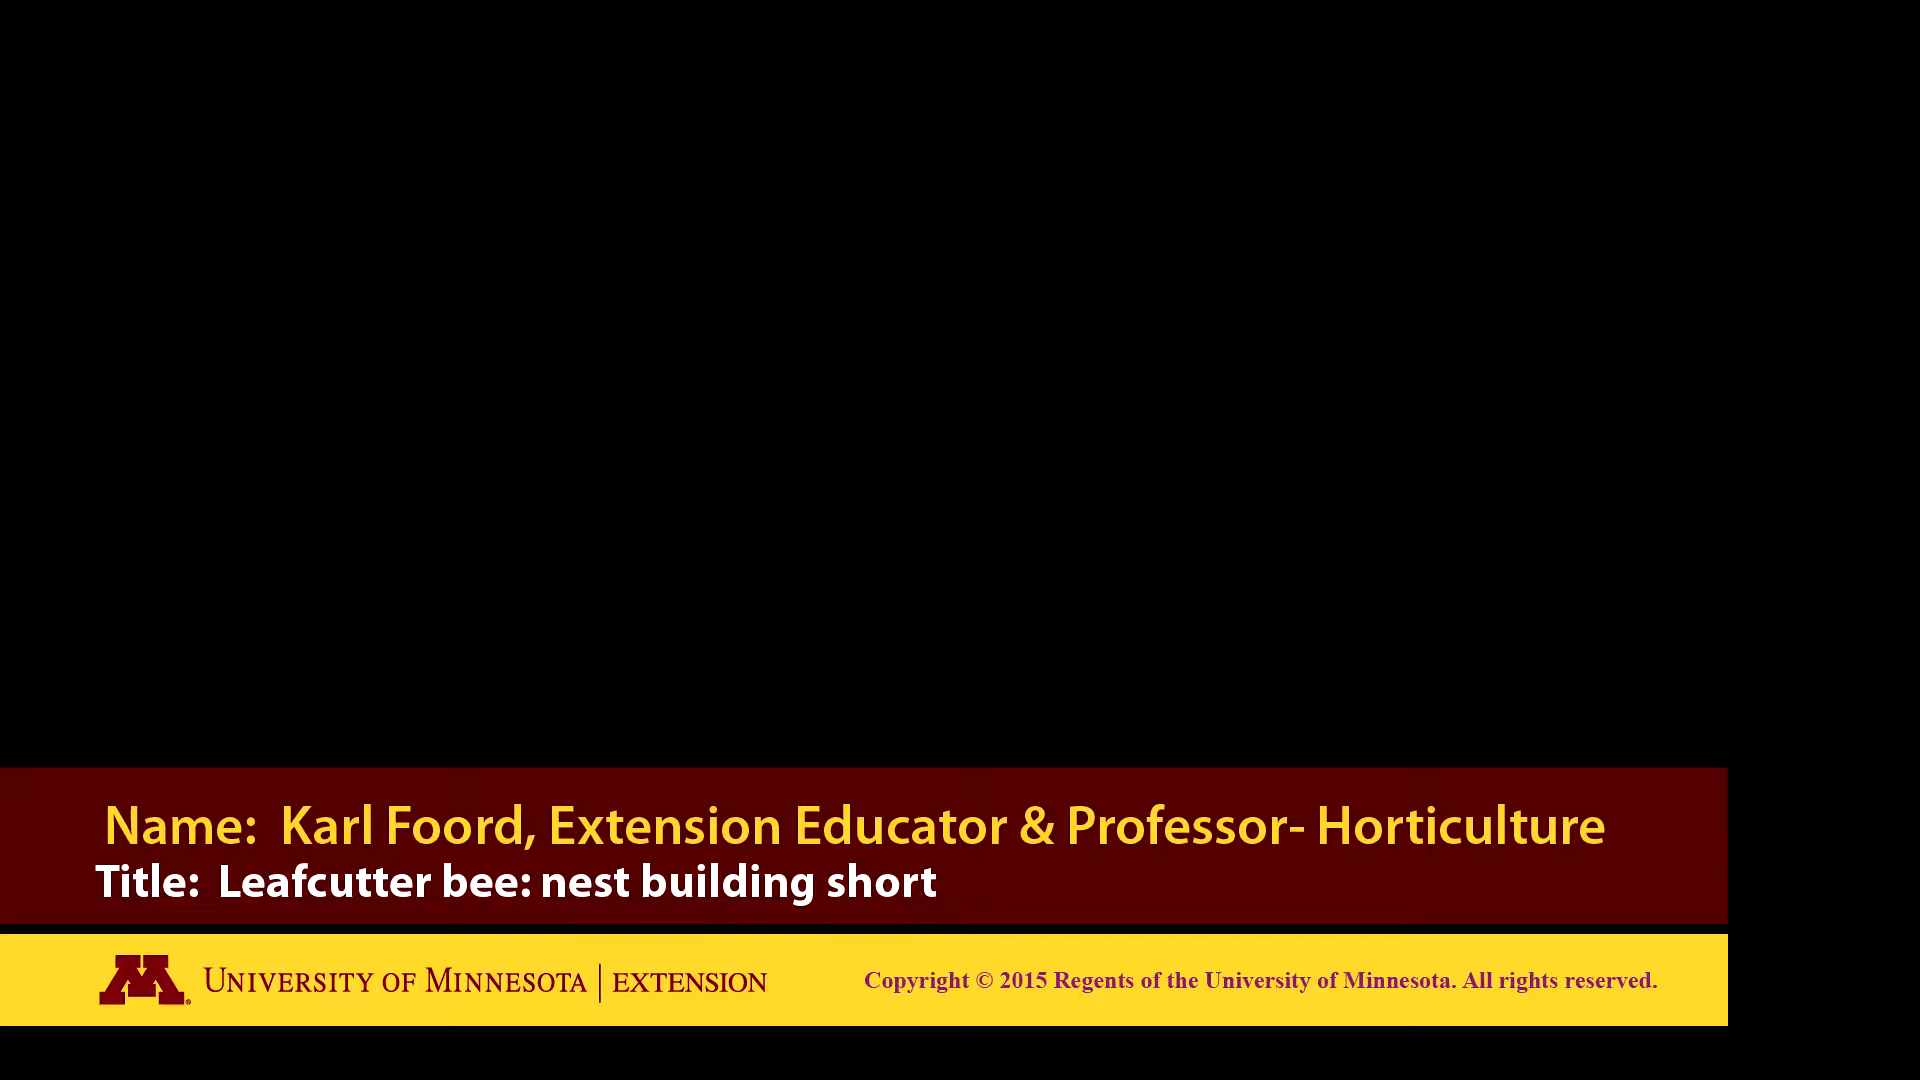 Name: Karl Foord, Extension Educator & Professor- Horticulture
Title: Leafcutter bee: nest building short
M® UNIVERSITY OF MINNESOTA | EXTENSION
Copyright © 2015 Regents of the University of Minnesota. All rights reserved.